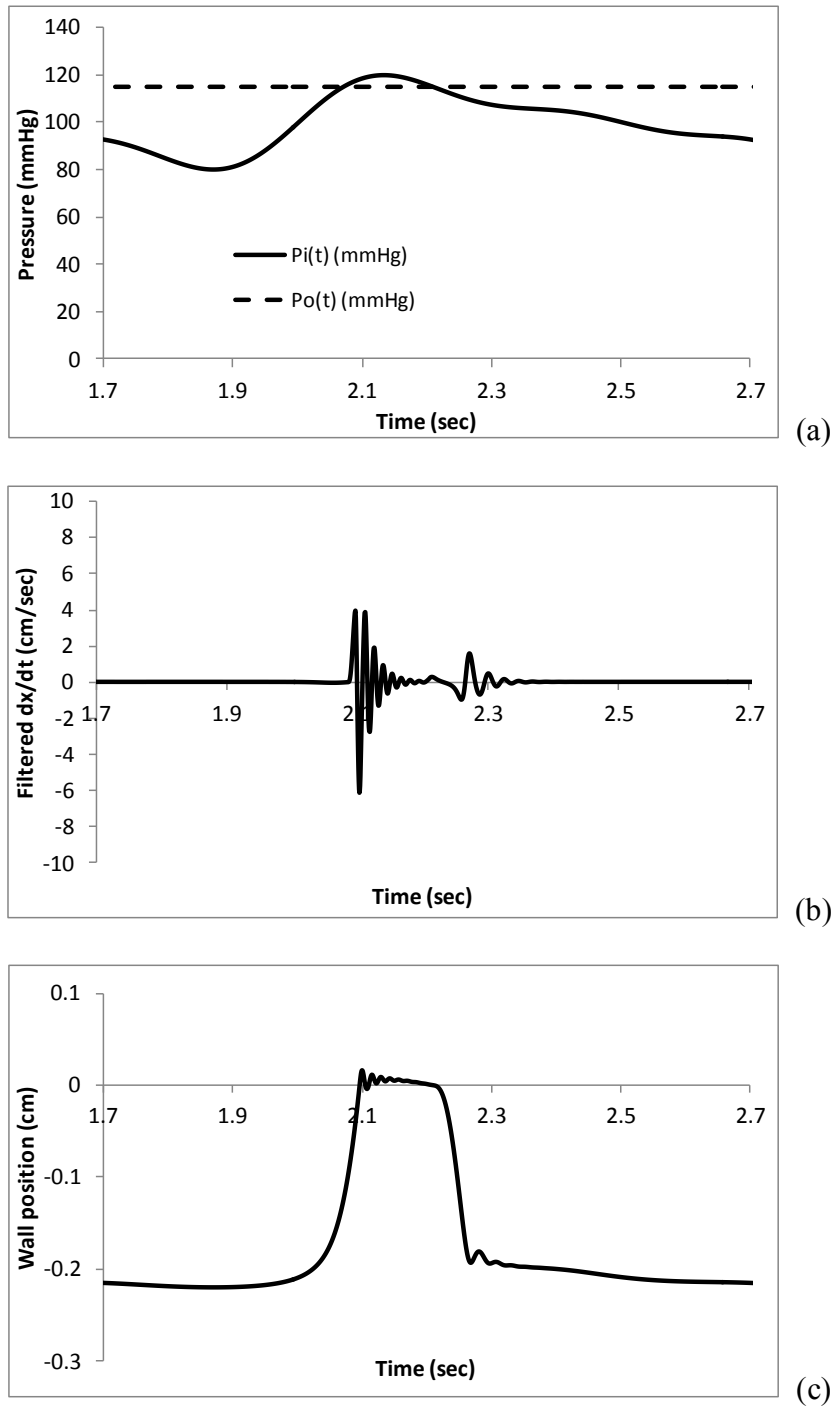 140
120
100
80
60
40
20
0
Pressure (mmHg)
Pi(t) (mmHg)
Po(t) (mmHg)
1.7 1.9 2.1 2.3 2.5 2.7
Time (sec)
(a)
10
8
6
4
2
0
-2
-4
-6
-8
-10
Filtered dx/dt (cm/sec)
1.7 1.9 2.1 2.3 2.5 2.7
Time (sec)
(b)
0.1
0
-0.1
-0.2
-0.3
Wall position (cm)
1.7 1.9 2.1 2.3 2.5 2.7
Time (sec)
(c)